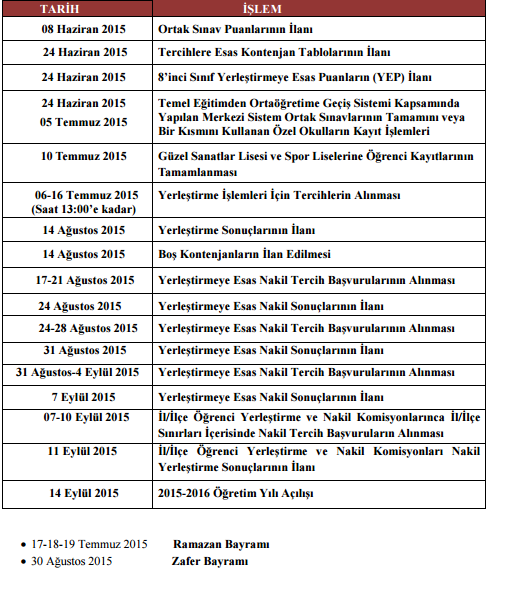 TARİH İŞLEM
08 Haziran 2015 Ortak Sınav Puanlarının İlanı
24 Haziran 2015 Tercihlere Esas Kontenjan Tablolarının İlanı
24 Haziran 2015 8’inci Sınıf Yerleştirmeye Esas Puanların (YEP) İlanı
24 Haziran 2015
05 Temmuz 2015
Temel Eğitimden Ortaöğretime Geçiş Sistemi Kapsamında
Yapılan Merkezi Sistem Ortak Sınavlarının Tamamını veya
Bir Kısmını Kullanan Özel Okulların Kayıt İşlemleri
10 Temmuz 2015 Güzel Sanatlar Lisesi ve Spor Liselerine Öğrenci Kayıtlarının
Tamamlanması
06-16 Temmuz 2015 Yerleştirme İşlemleri İçin Tercihlerin Alınması
(Saat 13:00’e kadar)
14 Ağustos 2015 Yerleştirme Sonuçlarının İlanı
14 Ağustos 2015 Boş Kontenjanların İlan Edilmesi
17-21 Ağustos 2015 Yerleştirmeye Esas Nakil Tercih Başvurularının Alınması
24 Ağustos 2015 Yerleştirmeye Esas Nakil Sonuçlarının İlanı
24-28 Ağustos 2015 Yerleştirmeye Esas Nakil Tercih Başvurularının Alınması
31 Ağustos 2015 Yerleştirmeye Esas Nakil Sonuçlarının İlanı
31 Ağustos-4 Eylül 2015 Yerleştirmeye Esas Nakil Tercih Başvurularının Alınması
7 Eylül 2015 Yerleştirmeye Esas Nakil Sonuçlarının İlanı
07-10 Eylül 2015 İl/İlçe Öğrenci Yerleştirme ve Nakil Komisyonlarınca İl/İlçe
Sınırları İçerisinde Nakil Tercih Başvuruların Alınması
11 Eylül 2015 İl/İlçe Öğrenci Yerleştirme ve Nakil Komisyonları Nakil
Yerleştirme Sonuçlarının İlanı
14 Eylül 2015 2015-2016 Öğretim Yılı Açılışı
• 17-18-19 Temmuz 2015 Ramazan Bayramı
• 30 Ağustos 2015 Zafer Bayramı